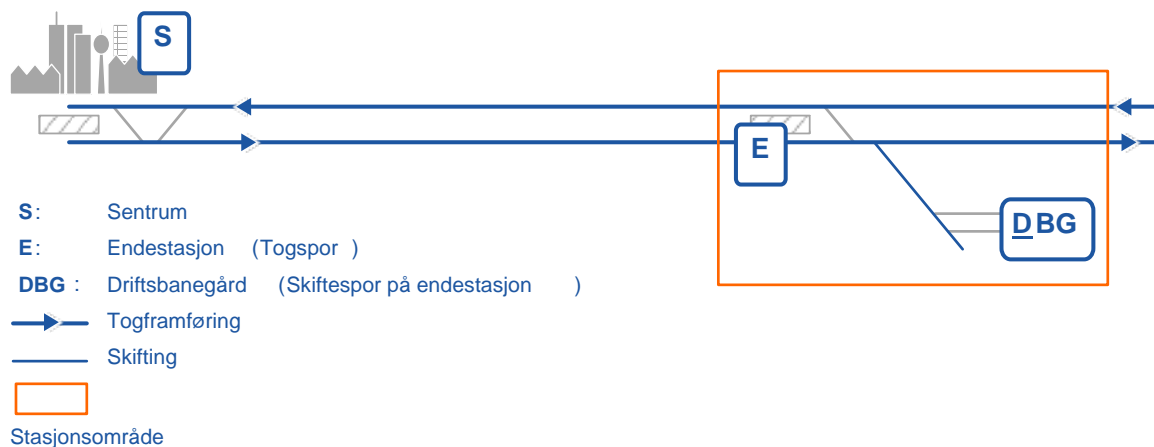 S
E
DBG
S: Sentrum
E: Endestasjon (Togspor )
DBG : Driftsbanegård (Skiftespor på endestasjon )
Togframføring
Skifting
Stasjonsområde